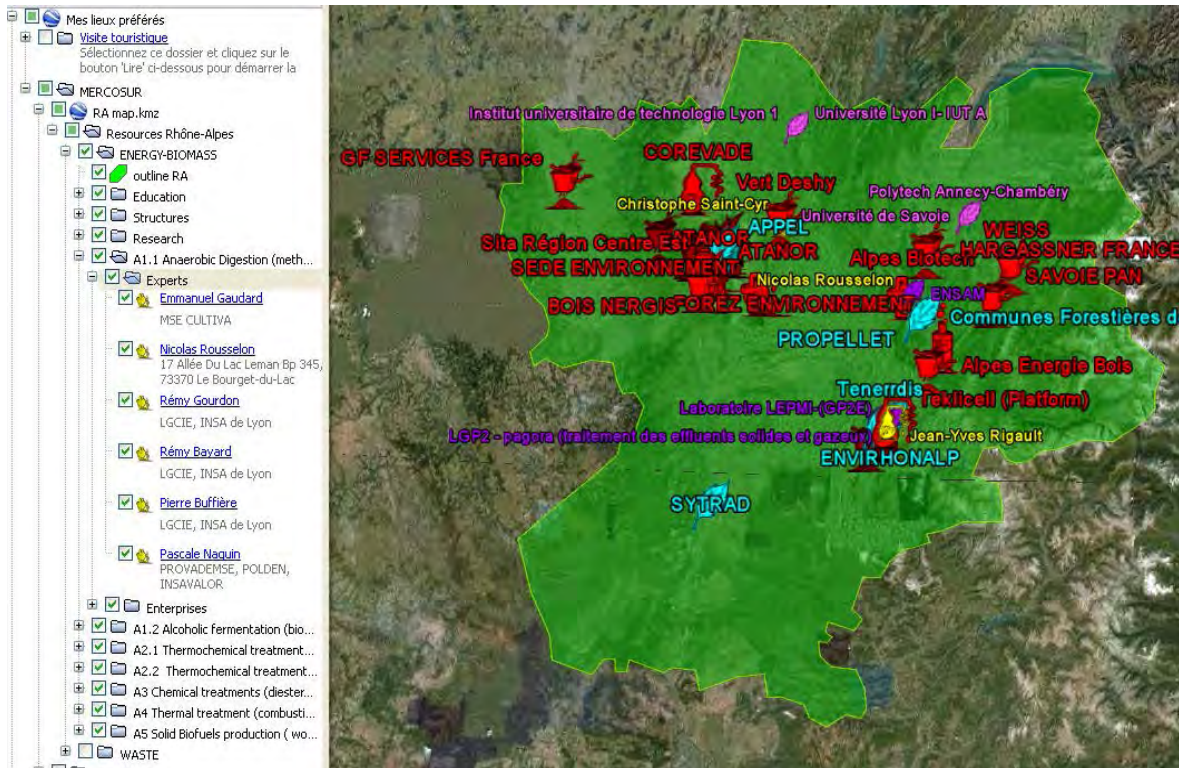 Mes lieux préférés
Visite touristique
Sélectionnez ce dossier et cliquez sur le
bouton 'Lire' ci-dessous pour démarrer la
MERCOSUR
RA map.kmz
Resources Rhône-Alpes
ENERGY-BIOMASS
outline RA
Education
Structures
Research
A1.1 Anaerobic Digestion (meth...
Experts
Emmanuel Gaudard
MSE CULTIVA
Nicolas Rousselon
17 Allée Du Lac Leman Bp 345,
73370 Le Bourget-du-Lac
Rémy Gourdon
LGCIE, INSA de Lyon
Rémy Bayard
LGCIE, INSA de Lyon
Pierre Buffière
LGCIE, INSA de Lyon
Pascale Naquin
PROVADEMSE, POLDEN,
INSAVALOR
Enterprises
A1.2 Alcoholic fermentation (bio...
A2.1 Thermochemical treatment...
A2.2 Thermochemical treatment...
A3 Chemical treatments (diester...
A4 Thermal treatment (combusti...
A5 Solid Biofuels production ( wo...
WASTE
Institut universitaire de technologie Lyon 1
Université Lyon I- IUT A
GF SERVICES France
COREVADE
Vert Deshy
Christophe Saint-Cyr
Polytech Annecy-Chambéry
Université de Savoie
APPEL
WEISS
Sita Région Centre Est
ATANOR
ATANOR
Alpes Biotech
HARGASSNER FRANCE
SEDE ENVIRONNEMENT
Nicolas Rousselon
SAVOIE PAN
ENSAM
BOIS NERGIS
FOREZ ENVIRONNEMENT
Communes Forestières d
PROPELLET
Alpes Energie Bois
Tenerrdis
Teklicell (Platform)
Laboratoire LEPMI-(GP2E)
LGP2 - pagora (traitement des effluents solides et gazeux)
Jean-Yves Rigault
ENVIRHONALP
SYTRAD